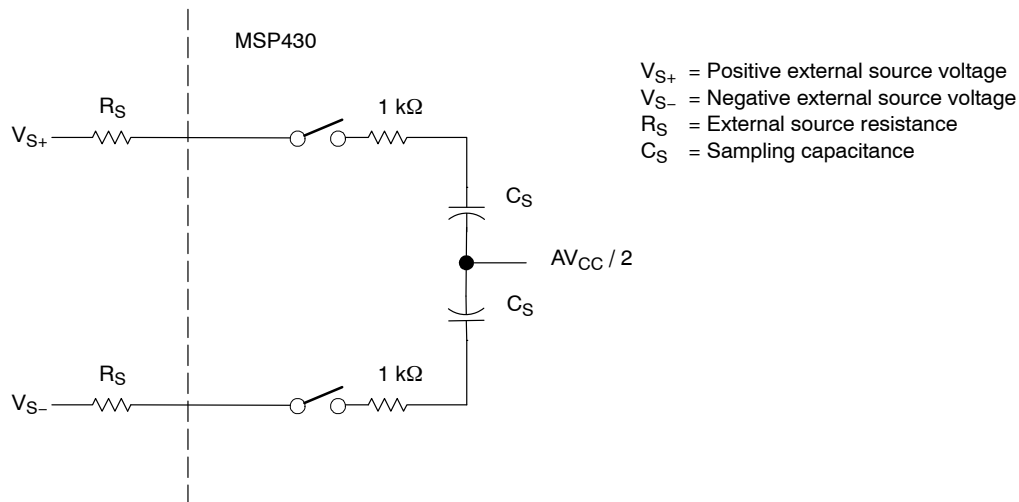 MSP430
V_S+ = Positive external source voltage
V_S− = Negative external source voltage
R_S = External source resistance
C_S = Sampling capacitance
R_S
1 kΩ
V_S+
C_S
AV_CC / 2
C_S
R_S
1 kΩ
V_S−